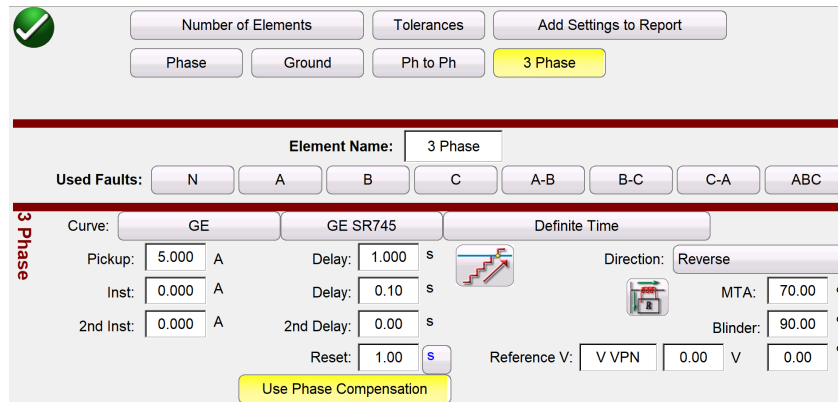 Number of Elements Tolerances Add Settings to Report
Phase Ground Ph to Ph 3 Phase
Element Name: 3 Phase
Used Faults: N A B C A-B B-C C-A ABC
3 Phase
Curve: GE GE SR745 Definite Time
Pickup: 5.000 A Delay: 1.000 s Direction: Reverse
Inst: 0.000 A Delay: 0.10 s R MTA: 70.00 °
2nd Inst: 0.000 A 2nd Delay: 0.00 s Blinder: 90.00 °
Reset: 1.00 s Reference V: V VPN 0.00 V 0.00 °
Use Phase Compensation